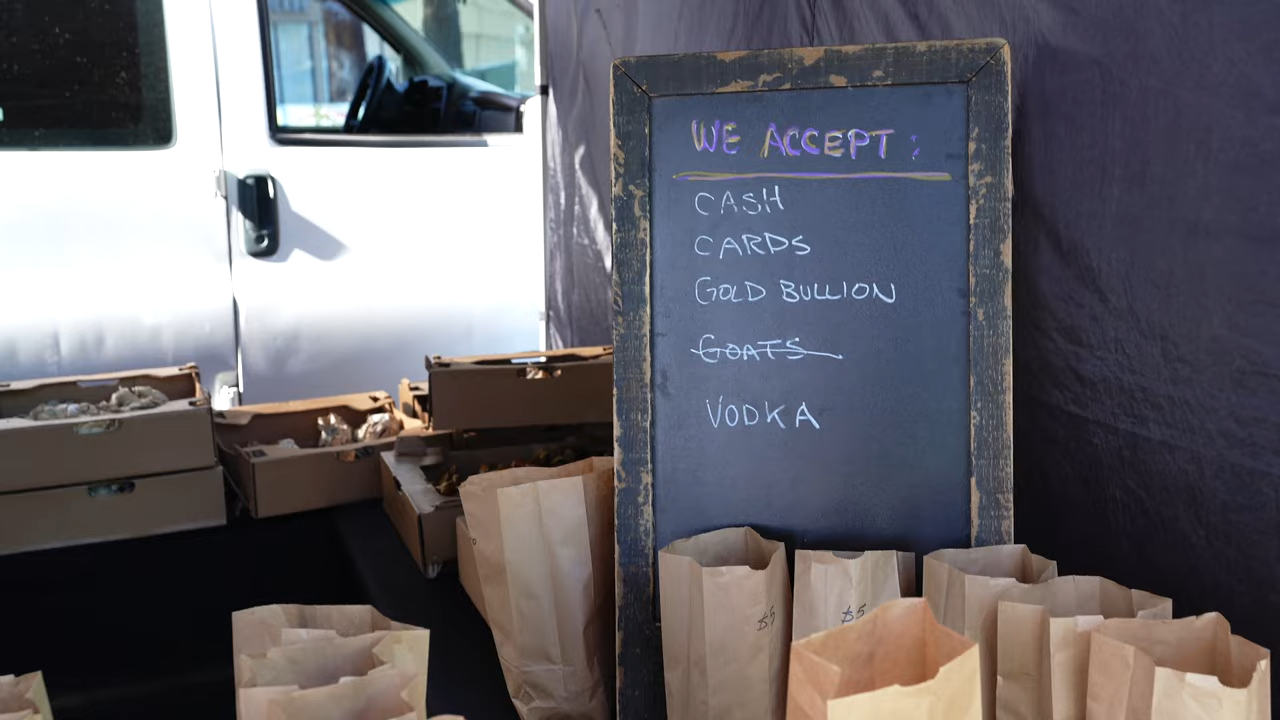 WE ACCEPT:
CASH
CARDS
GOLD BULLION
GOATS
VODKA
$5
$5